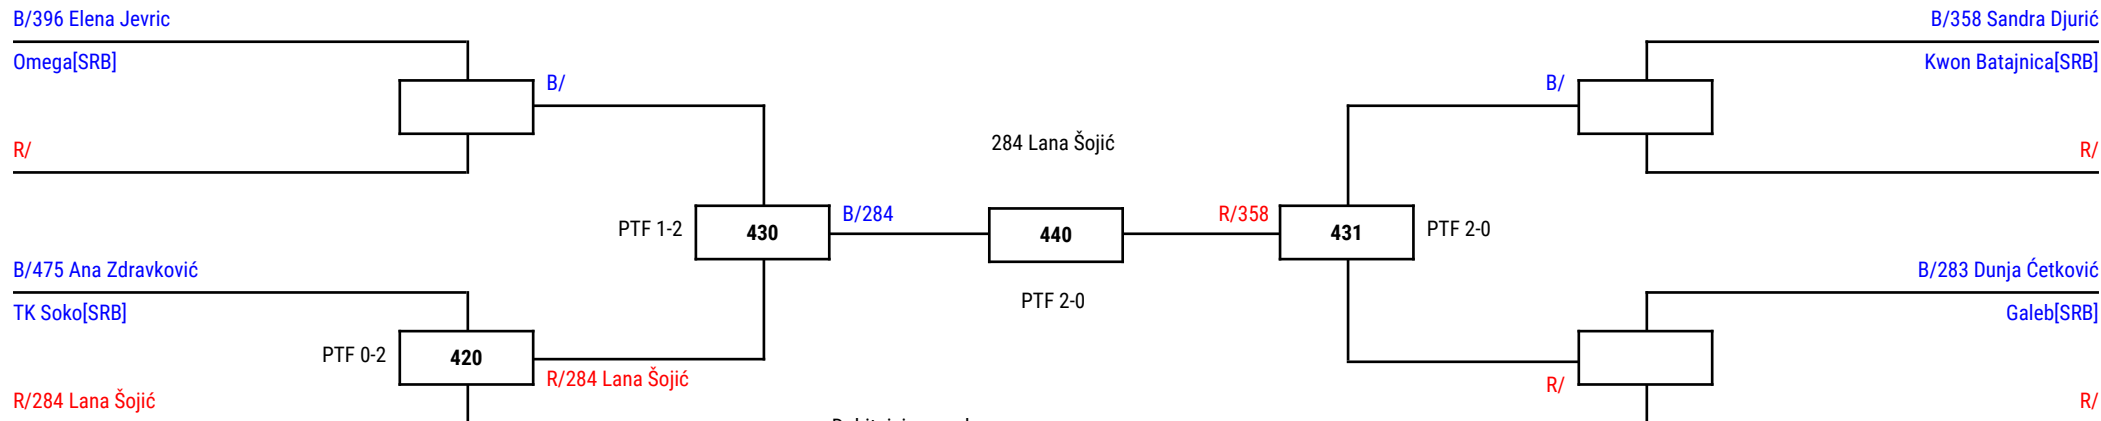 B/396 Elena Jevric
B/358 Sandra Djurić
Omega[SRB]
Kwon Batajnica[SRB]
B/
B/
284 Lana Šojić
R/
R/
B/284
R/358
PTF 1-2
430
440
431
PTF 2-0
B/475 Ana Zdravković
B/283 Dunja Ćetković
PTF 2-0
TK Soko[SRB]
Galeb[SRB]
PTF 0-2
420
R/284 Lana Šojić
R/
R/284 Lana Šojić
R/